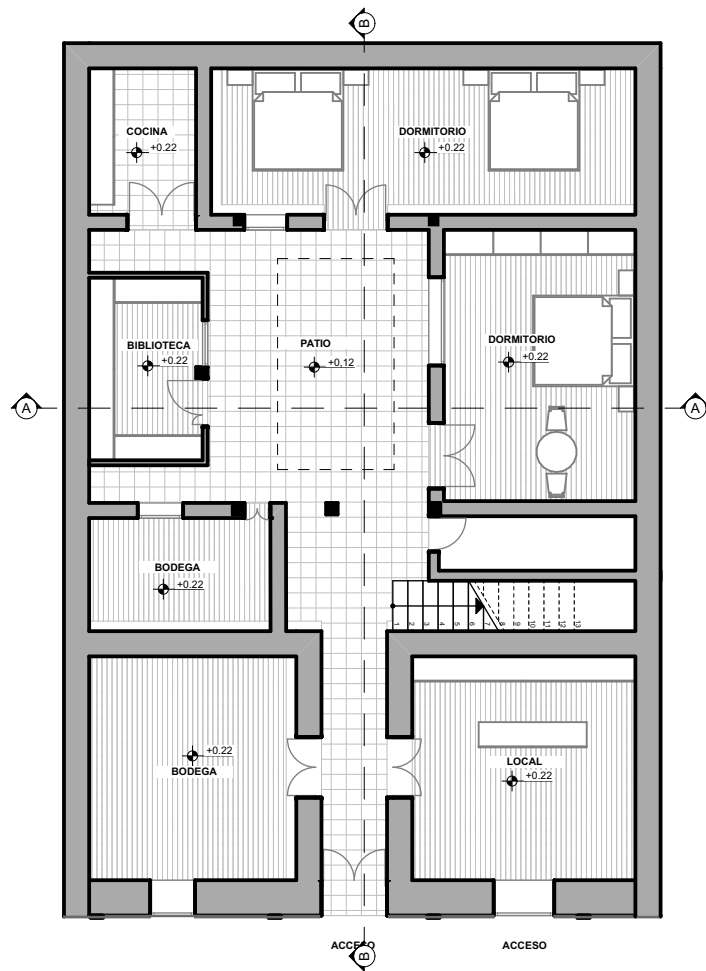 B
COCINA
+0.22
DORMITORIO
+0.22
BIBLIOTECA
+0.22
PATIO
+0,12
DORMITORIO
+0.22
A
A
BODEGA
+0.22
1 2 3 4 5 6 7 8 9 10 11 12 13
+0.22
BODEGA
LOCAL
+0.22
ACCESO
ACCESO
B